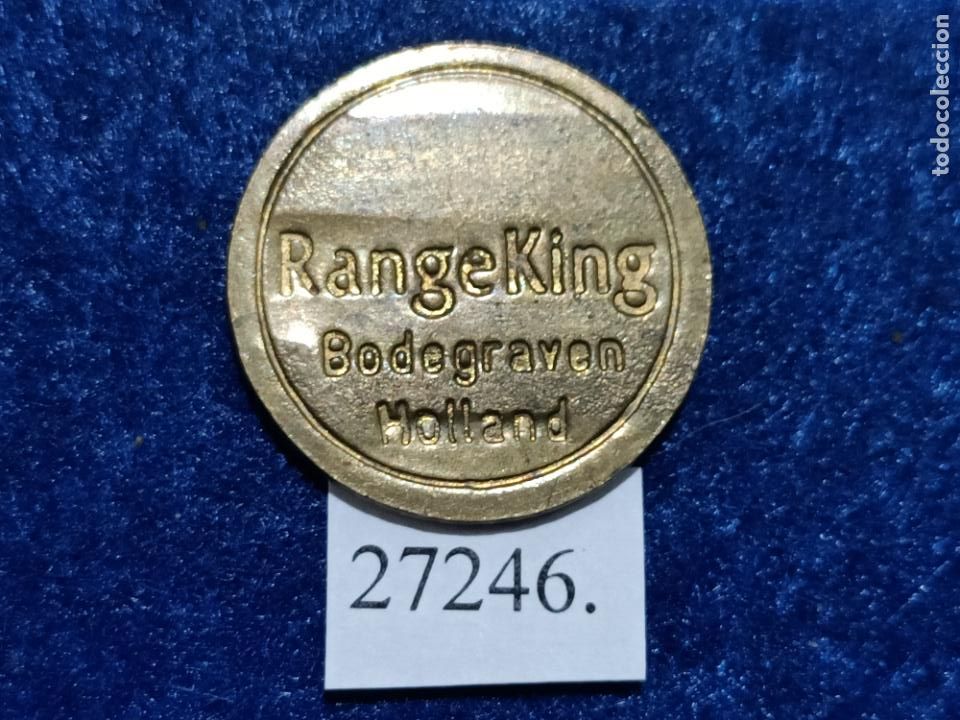 RangeKing
Bodegraven
Holland
27246.
todocoleccion